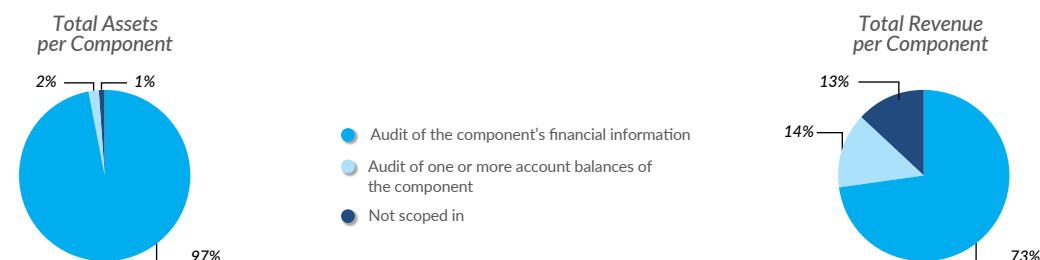 Total Assets
per Component
2%
1%
97%
Audit of the component's financial information
Audit of one or more account balances of
the component
Not scoped in
Total Revenue
per Component
13%
14%
73%